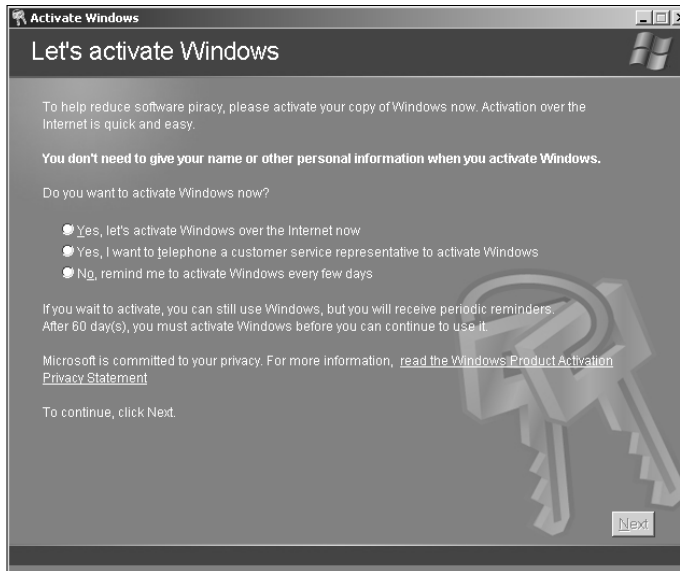 Activate Windows
Let's activate Windows
To help reduce software piracy, please activate your copy of Windows now. Activation over the
Internet is quick and easy.
You don't need to give your name or other personal information when you activate Windows.
Do you want to activate Windows now?
Yes, let's activate Windows over the Internet now
Yes, I want to telephone a customer service representative to activate Windows
No, remind me to activate Windows every few days
If you wait to activate, you can still use Windows, but you will receive periodic reminders.
After 60 day(s), you must activate Windows before you can continue to use it.
Microsoft is committed to your privacy. For more information, read the Windows Product Activation
Privacy Statement
To continue, click Next.
Next